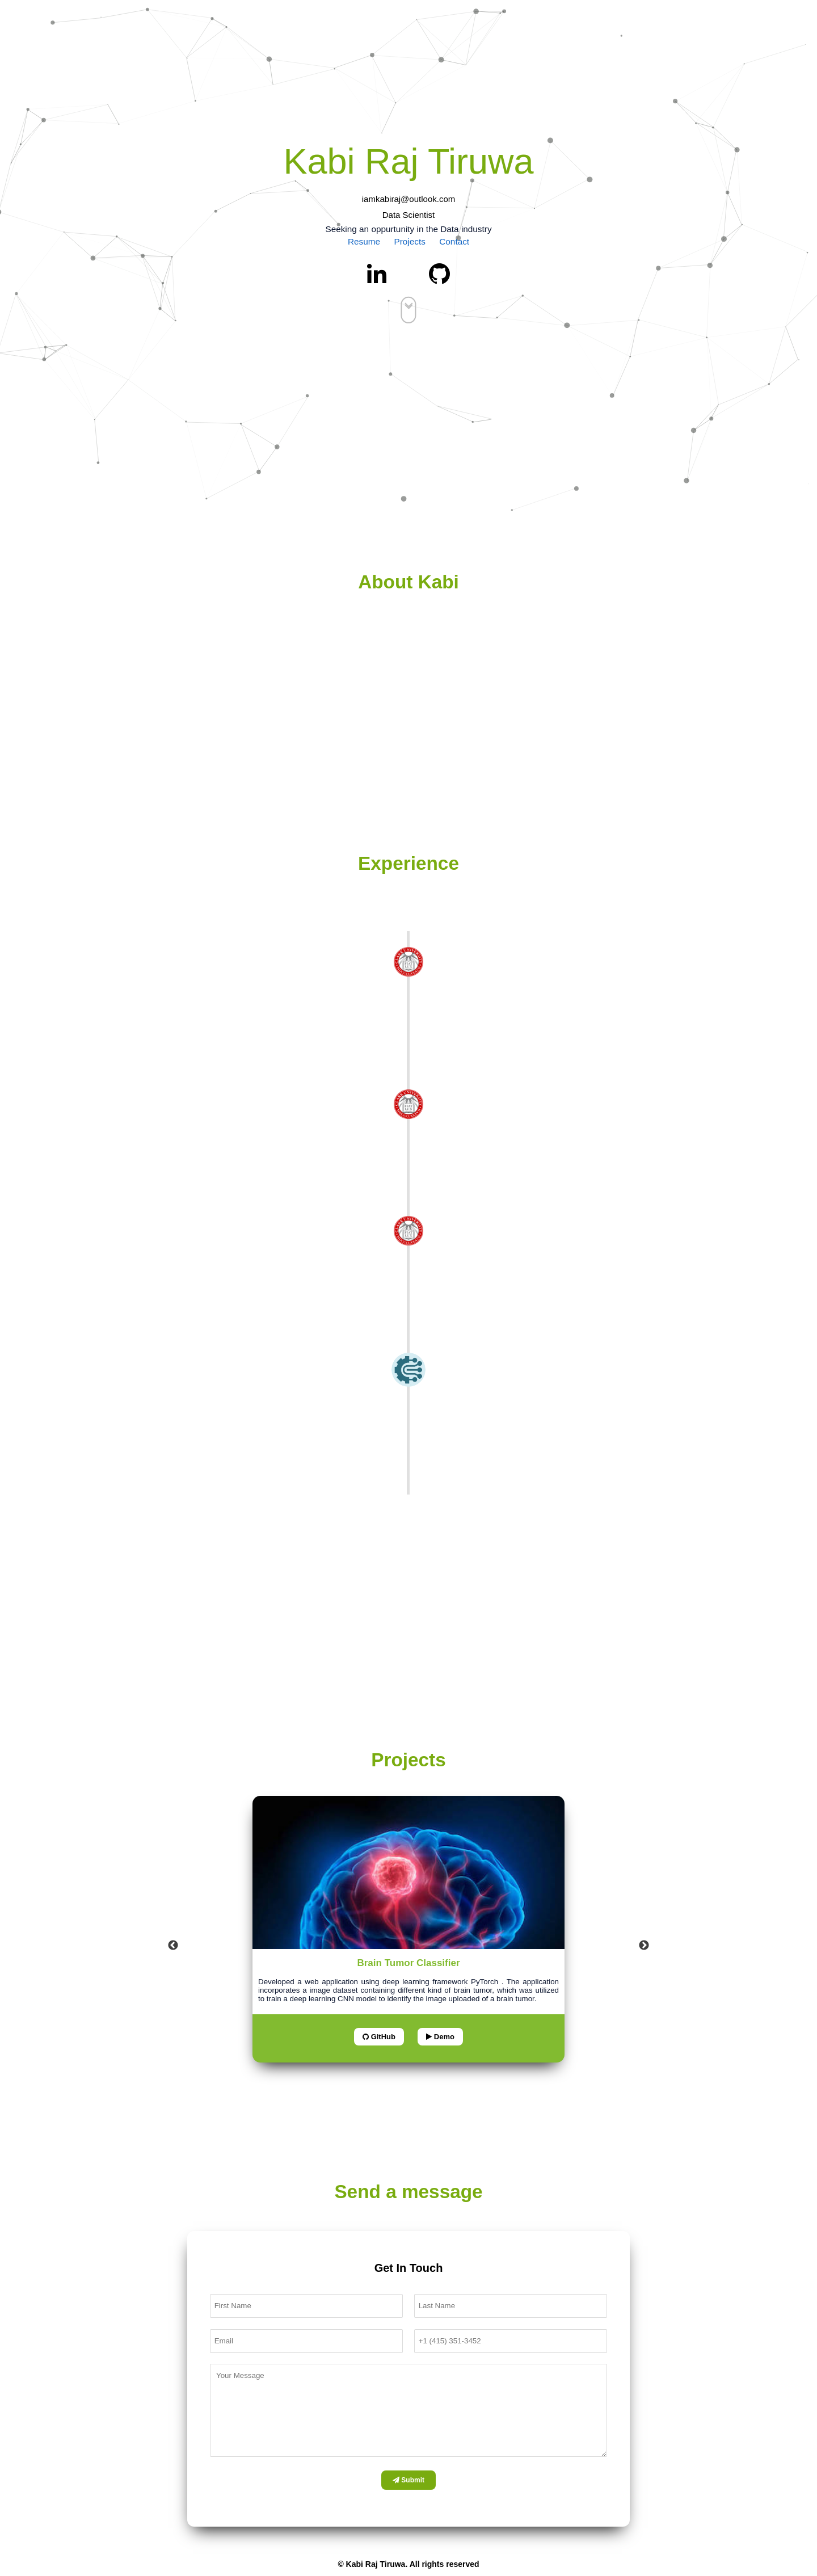 Kabi Raj Tiruwa
iamkabiraj@outlook.com
Data Scientist
Seeking an oppurtunity in the Data industry
Resume Projects Contact
About Kabi
Experience
Projects
Brain Tumor Classifier
Developed a web application using deep learning framework PyTorch . The application
incorporates a image dataset containing different kind of brain tumor, which was utilized
to train a deep learning CNN model to identify the image uploaded of a brain tumor.
GitHub Demo
Send a message
Get In Touch
First Name Last Name
Email +1 (415) 351-3452
Your Message
Submit
© Kabi Raj Tiruwa. All rights reserved